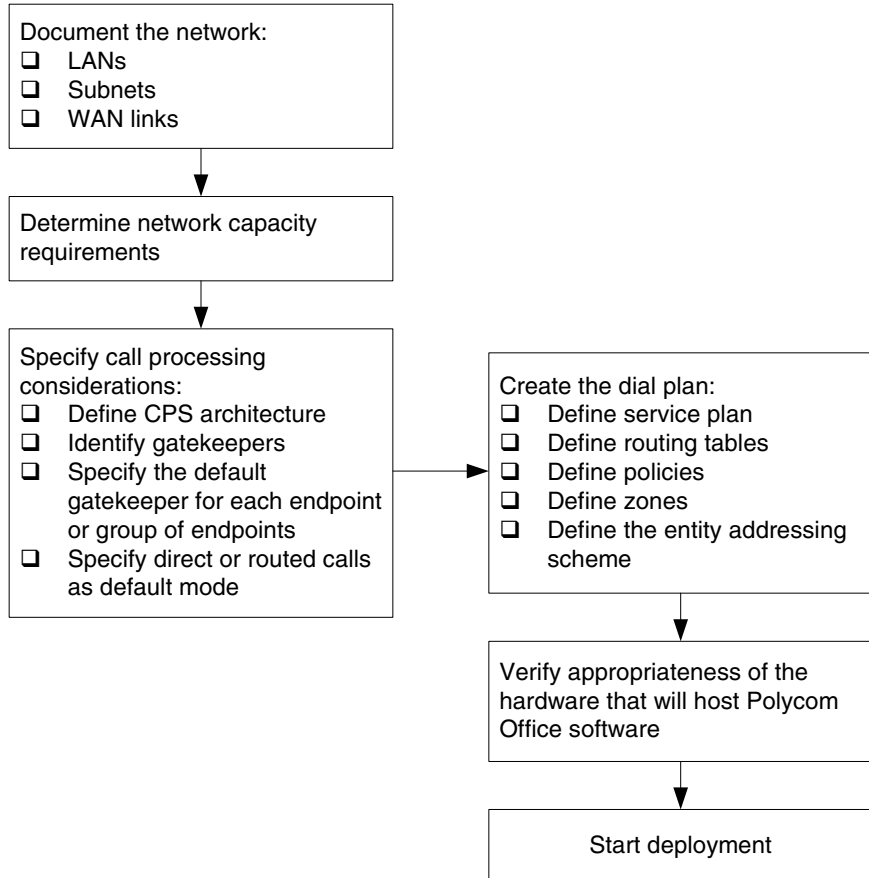 Document the network:
❑ LANs
❑ Subnets
❑ WAN links
Determine network capacity
requirements
Specify call processing
considerations:
❑ Define CPS architecture
❑ Identify gatekeepers
❑ Specify the default
gatekeeper for each endpoint
or group of endpoints
❑ Specify direct or routed calls
as default mode
Create the dial plan:
❑ Define service plan
❑ Define routing tables
❑ Define policies
❑ Define zones
❑ Define the entity addressing
scheme
Verify appropriateness of the
hardware that will host Polycom
Office software
Start deployment